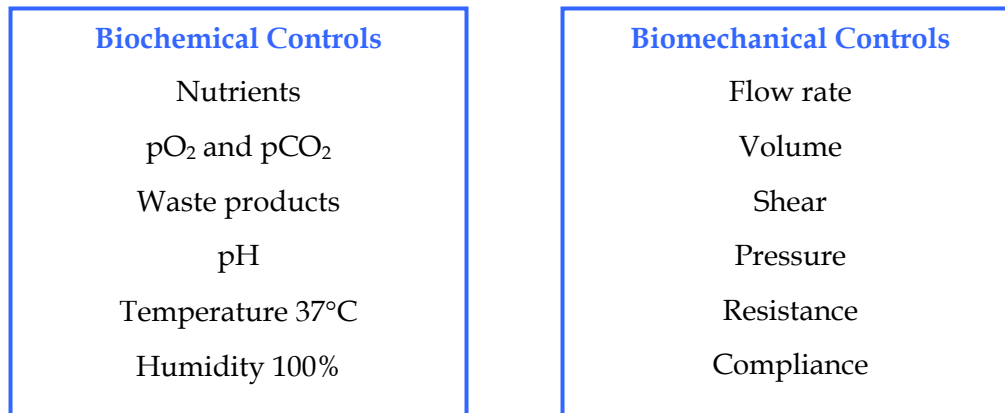 Biochemical Controls
Nutrients
pO₂ and pCO₂
Waste products
pH
Temperature 37°C
Humidity 100%
Biomechanical Controls
Flow rate
Volume
Shear
Pressure
Resistance
Compliance